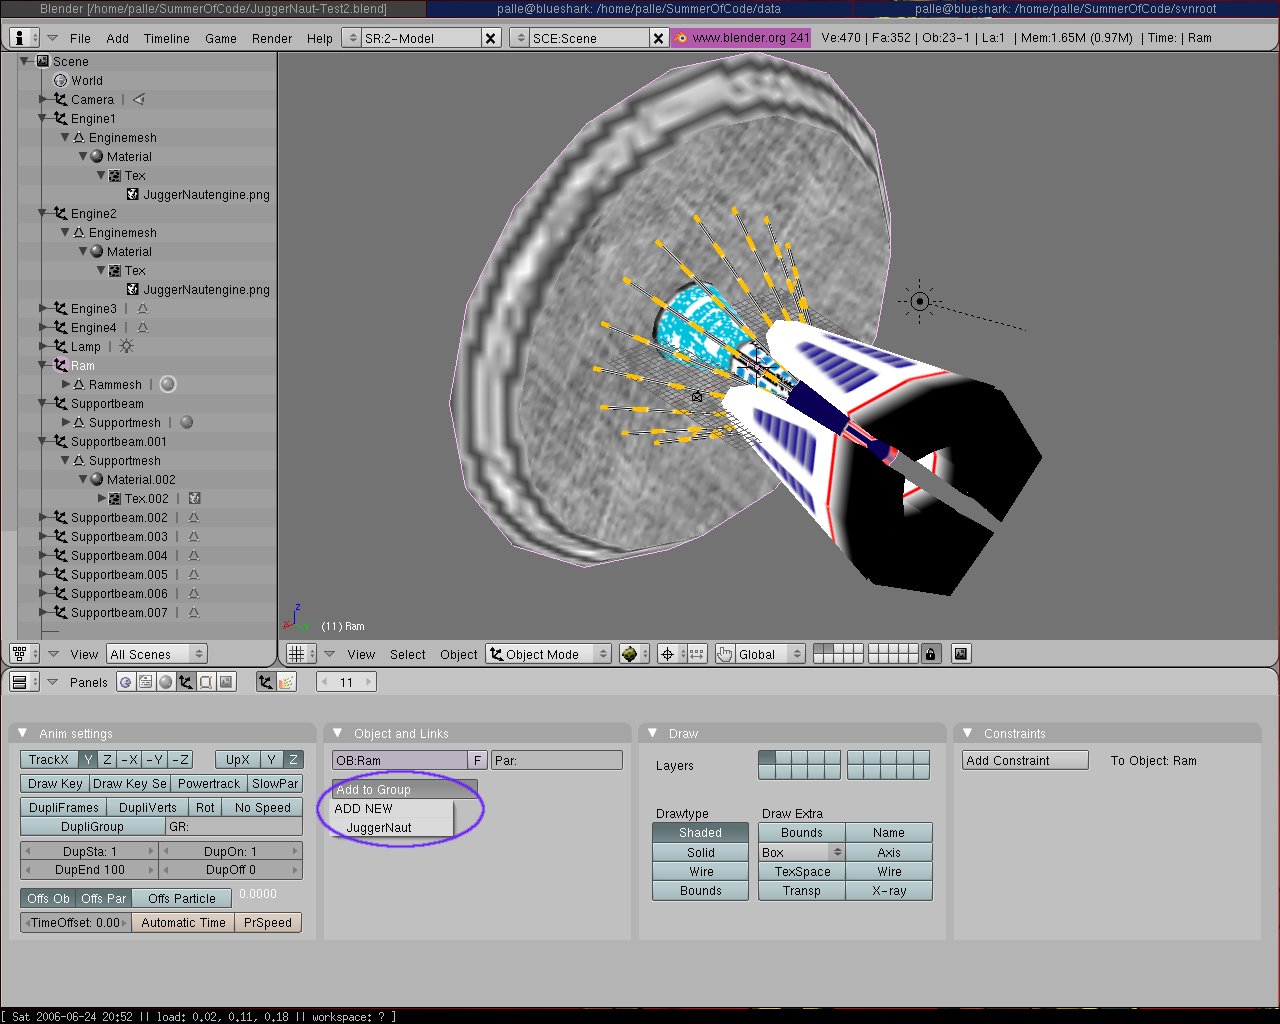 Blender [/home/palle/SummerOfCode/JuggerNaut-Test2.blend]
palle@blueshark: /home/palle/SummerOfCode/data
palle@blueshark: /home/palle/SummerOfCode/svnroot
File Add Timeline Game Render Help SR:2-Model SCE:Scene www.blender.org 241 Ve:470 | Fa:352 | Ob:23-1 | La:1 | Mem:1.65M (0.97M) | Time: | Ram
Scene
World
Camera
Engine1
Enginemesh
Material
Tex
JuggerNautengine.png
Engine2
Enginemesh
Material
Tex
JuggerNautengine.png
Engine3
Engine4
Lamp
Ram
Rammesh
Supportbeam
Supportmesh
Supportbeam.001
Supportmesh
Material.002
Tex.002
Supportbeam.002
Supportbeam.003
Supportbeam.004
Supportbeam.005
Supportbeam.006
Supportbeam.007
z
x
y
(11) Ram
View All Scenes
View Select Object Object Mode Global
Panels 11
Anim settings
TrackX Y Z -X -Y -Z UpX Y Z
Draw Key Draw Key Se Powertrack SlowPar
DupliFrames DupliVerts Rot No Speed
DupliGroup GR:
DupSta: 1 DupOn: 1
DupEnd 100 DupOff 0
Offs Ob Offs Par Offs Particle 0.0000
TimeOffset: 0.00 Automatic Time PrSpeed
Object and Links
OB:Ram F Par:
Add to Group
ADD NEW
JuggerNaut
Draw
Layers
Drawtype Draw Extra
Shaded Bounds Name
Solid Box Axis
Wire TexSpace Wire
Bounds Transp X-ray
Constraints
Add Constraint To Object: Ram
[ Sat 2006-06-24 20:52 || load: 0.02, 0.11, 0.18 || workspace: ? ]